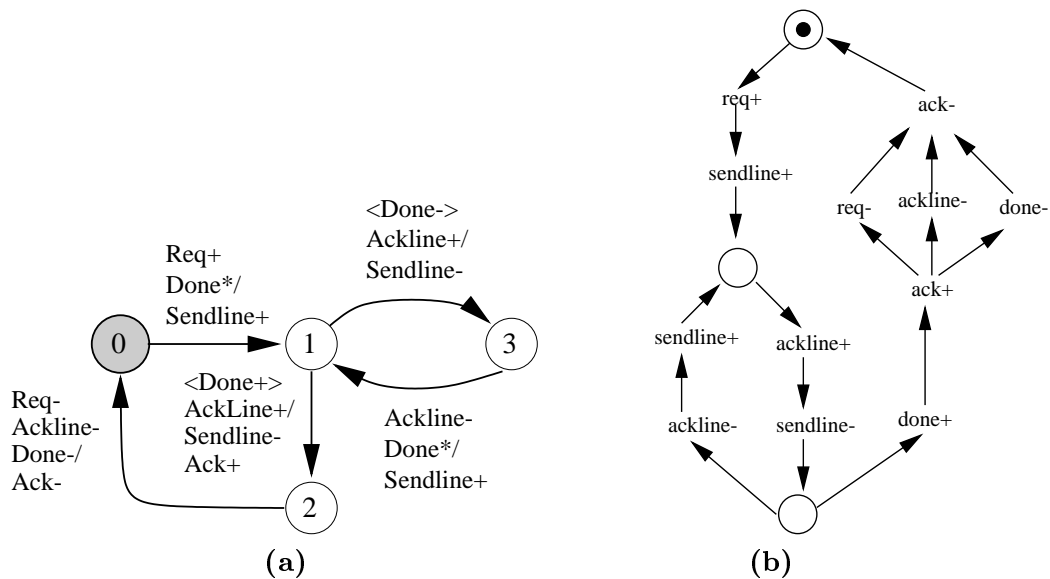 <Done->
Ackline+/
Sendline-
Req+
Done*/
Sendline+
0
1
3
<Done+>
AckLine+/
Sendline-
Ack+
Req-
Ackline-
Done-/
Ack-
Ackline-
Done*/
Sendline+
2
(a)
req+
ack-
sendline+
req-
ackline-
done-
ack+
sendline+
ackline+
ackline-
sendline-
done+
(b)